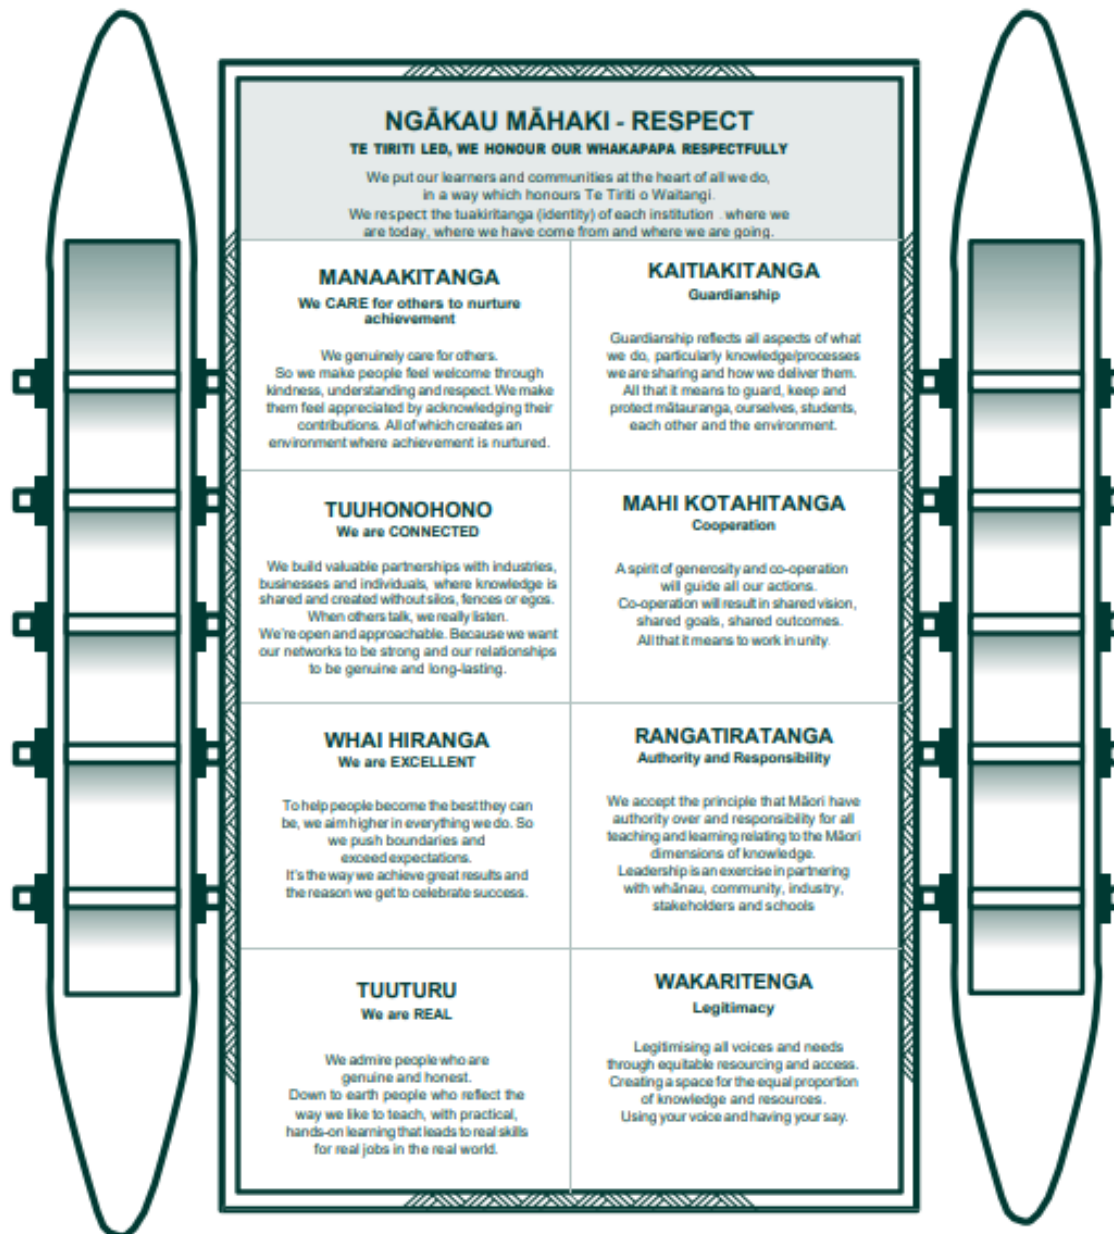 NGĀKAU MĀHAKI - RESPECT
TE TIRITI LED, WE HONOUR OUR WHAKAPAPA RESPECTFULLY
We put our learners and communities at the heart of all we do,
in a way which honours Te Tiriti o Waitangi.
We respect the tuakiritanga (identity) of each institution . where we
are today, where we have come from and where we are going.
MANAAKITANGA
We CARE for others to nurture
achievement
We genuinely care for others.
So we make people feel welcome through
kindness, understanding and respect. We make
them feel appreciated by acknowledging their
contributions. All of which creates an
environment where achievement is nurtured.
KAITIAKITANGA
Guardianship
Guardianship reflects all aspects of what
we do, particularly knowledge/processes
we are sharing and how we deliver them.
All that it means to guard, keep and
protect mātauranga, ourselves, students,
each other and the environment.
TUUHONOHONO
We are CONNECTED
We build valuable partnerships with industries,
businesses and individuals, where knowledge is
shared and created without silos, fences or egos.
When others talk, we really listen.
We're open and approachable. Because we want
our networks to be strong and our relationships
to be genuine and long-lasting.
MAHI KOTAHITANGA
Cooperation
A spirit of generosity and co-operation
will guide all our actions.
Co-operation will result in shared vision,
shared goals, shared outcomes.
All that it means to work in unity.
WHAI HIRANGA
We are EXCELLENT
To help people become the best they can
be, we aim higher in everything we do. So
we push boundaries and
exceed expectations.
It's the way we achieve great results and
the reason we get to celebrate success.
RANGATIRATANGA
Authority and Responsibility
We accept the principle that Māori have
authority over and responsibility for all
teaching and learning relating to the Māori
dimensions of knowledge.
Leadership is an exercise in partnering
with whānau, community, industry,
stakeholders and schools
TUUTURU
We are REAL
We admire people who are
genuine and honest.
Down to earth people who reflect the
way we like to teach, with practical,
hands-on learning that leads to real skills
for real jobs in the real world.
WAKARITENGA
Legitimacy
Legitimising all voices and needs
through equitable resourcing and access.
Creating a space for the equal proportion
of knowledge and resources.
Using your voice and having your say.